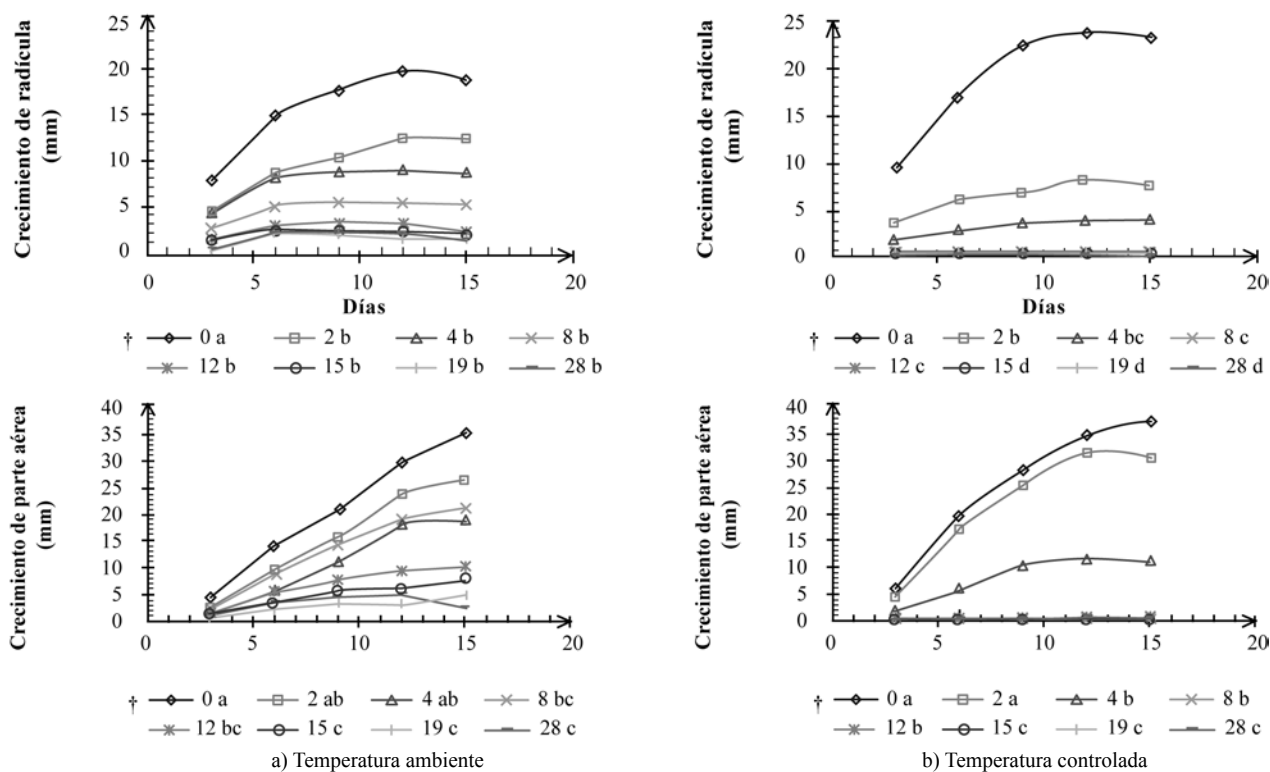 Crecimiento de radícula
(mm)
25
20
15
10
5
0
0 5 10 15 20
Días
† 0 a 2 b 4 b 8 b
12 b 15 b 19 b 28 b
Crecimiento de radícula
(mm)
25
20
15
10
5
0
0 5 10 15 20
Días
† 0 a 2 b 4 bc 8 c
12 c 15 d 19 d 28 d
Crecimiento de parte aérea
(mm)
40
35
30
25
20
15
10
5
0
0 5 10 15 20
† 0 a 2 ab 4 ab 8 bc
12 bc 15 c 19 c 28 c
a) Temperatura ambiente
Crecimiento de parte aérea
(mm)
40
35
30
25
20
15
10
5
0
0 5 10 15 20
† 0 a 2 a 4 b 8 b
12 b 15 c 19 c 28 c
b) Temperatura controlada